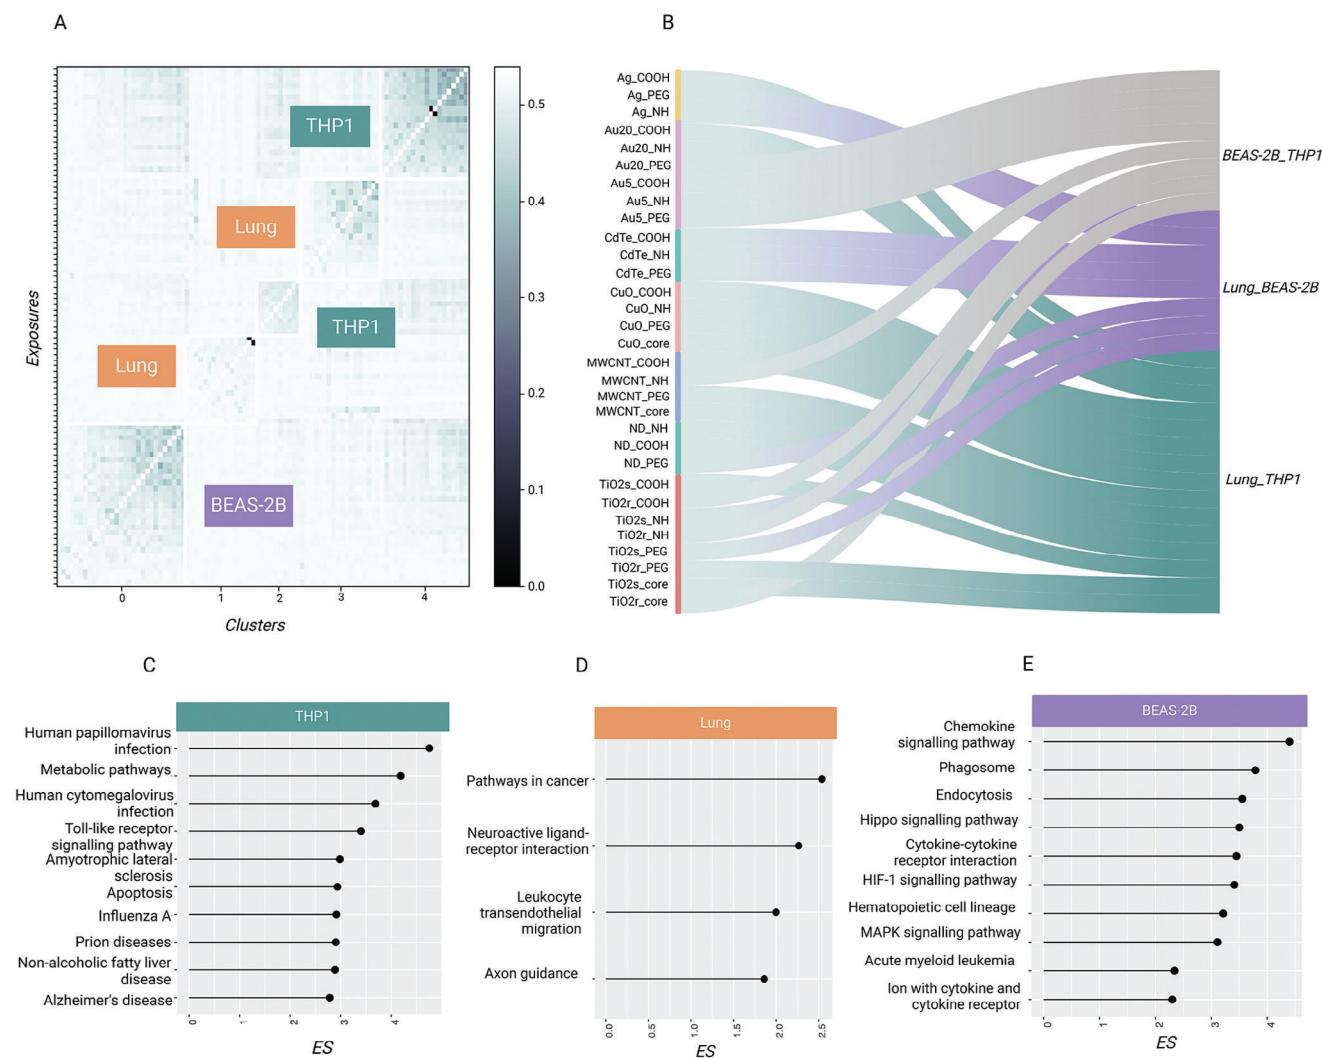 A
THP1
Lung
THP1
Lung
BEAS-2B
Exposures
0
1
2
3
4
Clusters
0.5
0.4
0.3
0.2
0.1
0.0
B
Ag_COOH
Ag_PEG
Ag_NH
Au20_COOH
Au20_NH
Au20_PEG
Au5_COOH
Au5_NH
Au5_PEG
CdTe_COOH
CdTe_NH
CdTe_PEG
CuO_COOH
CuO_NH
CuO_PEG
CuO_core
MWCNT_COOH
MWCNT_NH
MWCNT_PEG
MWCNT_core
ND_NH
ND_COOH
ND_PEG
TiO2s_COOH
TiO2r_COOH
TiO2s_NH
TiO2r_NH
TiO2s_PEG
TiO2r_PEG
TiO2s_core
TiO2r_core
BEAS-2B_THP1
Lung_BEAS-2B
Lung_THP1
C
THP1
Human papillomavirus
infection
Metabolic pathways
Human cytomegalovirus
infection
Toll-like receptor
signalling pathway
Amyotrophic lateral
sclerosis
Apoptosis
Influenza A
Prion diseases
Non-alcoholic fatty liver
disease
Alzheimer's disease
0
1
2
3
4
ES
D
Lung
Pathways in cancer
Neuroactive ligand-
receptor interaction
Leukocyte
transendothelial
migration
Axon guidance
0.0
0.5
1.0
1.5
2.0
2.5
ES
E
BEAS-2B
Chemokine
signalling pathway
Phagosome
Endocytosis
Hippo signalling pathway
Cytokine-cytokine
receptor interaction
HIF-1 signalling pathway
Hematopoietic cell lineage
MAPK signalling pathway
Acute myeloid leukemia
Ion with cytokine and
cytokine receptor
0
1
2
3
4
ES